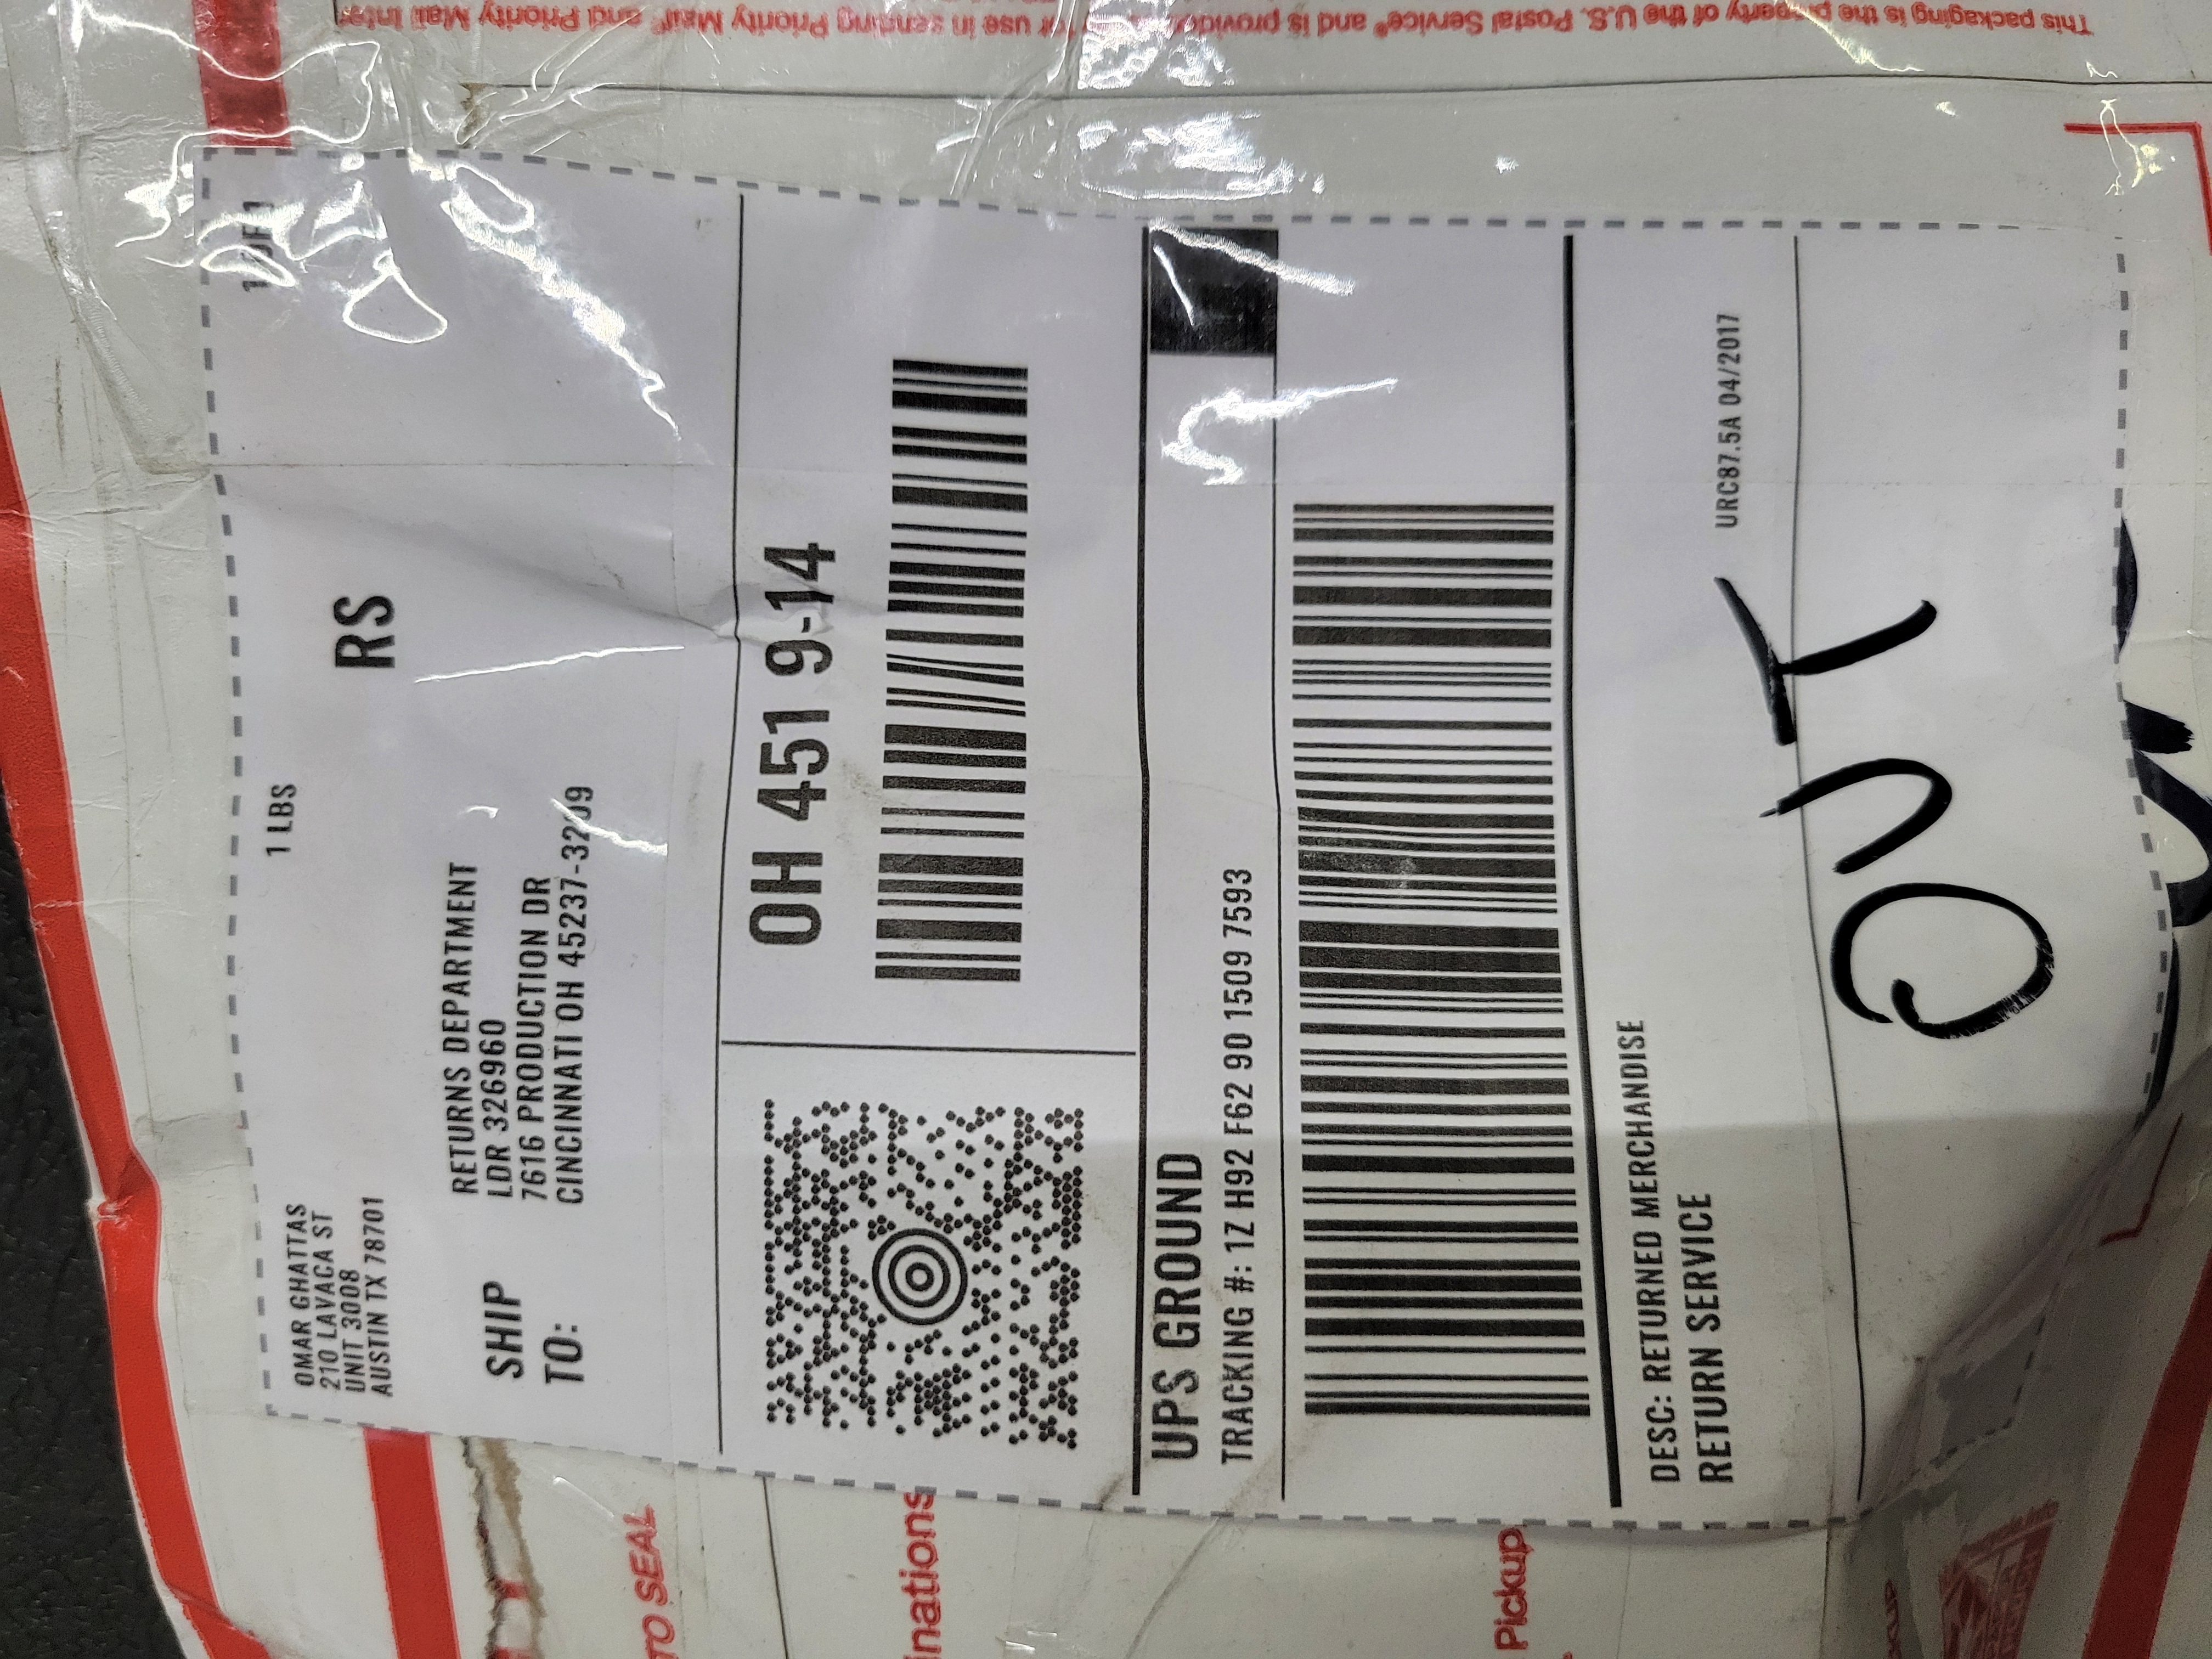 This packaging is the property of the U.S. Postal Service® and is provided
use in sending Priority Mail® and Priority Mail Inter
OMAR GHATTAS
210 LAVACA ST
UNIT 3008
AUSTIN TX 78701
1 LBS
1 OF 1
RS
SHIP
TO:
RETURNS DEPARTMENT
LDR 326960
7616 PRODUCTION DR
CINCINNATI OH 45237-3209
OH 451 9-14
UPS GROUND
TRACKING #: 1Z H92 F62 90 1509 7593
DESC: RETURNED MERCHANDISE
RETURN SERVICE
URC87.5A 04/2017
OUT
TO SEAL
inations
Pickup